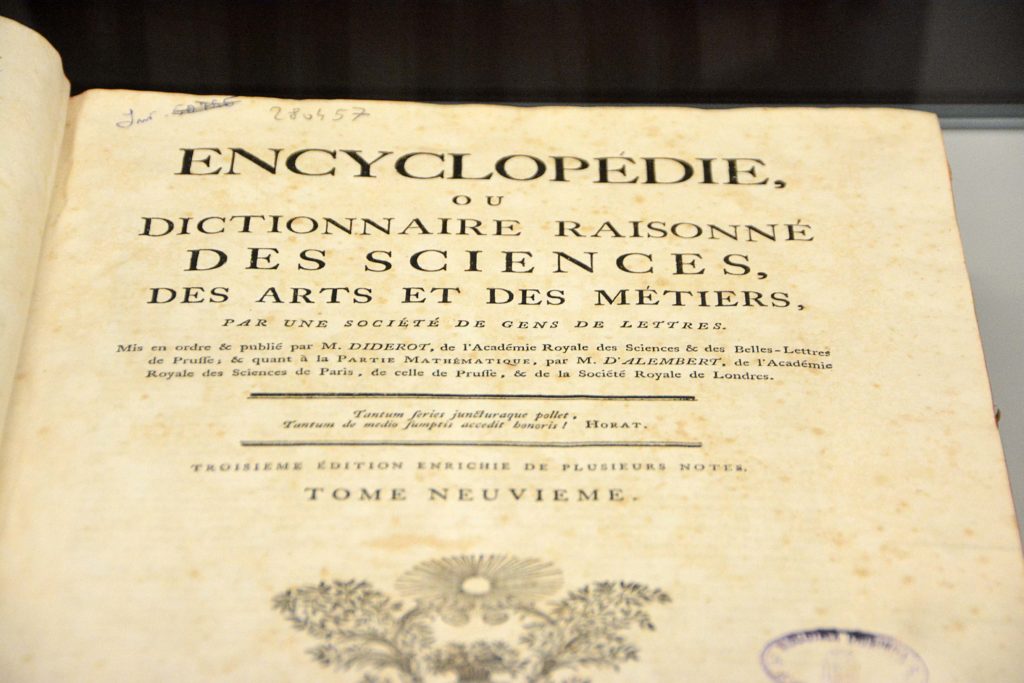 280457
ENCYCLOPÉDIE,
OU
DICTIONNAIRE RAISONNÉ
DES SCIENCES,
DES ARTS ET DES MÉTIERS,
PAR UNE SOCIÉTÉ DE GENS DE LETTRES.
Mis en ordre & publié par M. DIDEROT, de l'Académie Royale des Sciences & des Belles-Lettres
de Pruſſe; & quant à la PARTIE MATHÉMATIQUE, par M. D'ALEMBERT, de l'Académie
Royale des Sciences de Paris, de celle de Pruſſe, & de la Société Royale de Londres.
Tantum ſeries juncturaque pollet,
Tantum de medio ſumptis accedit honoris! HORAT.
TROISIEME ÉDITION ENRICHIE DE PLUSIEURS NOTES.
TOME NEUVIEME.